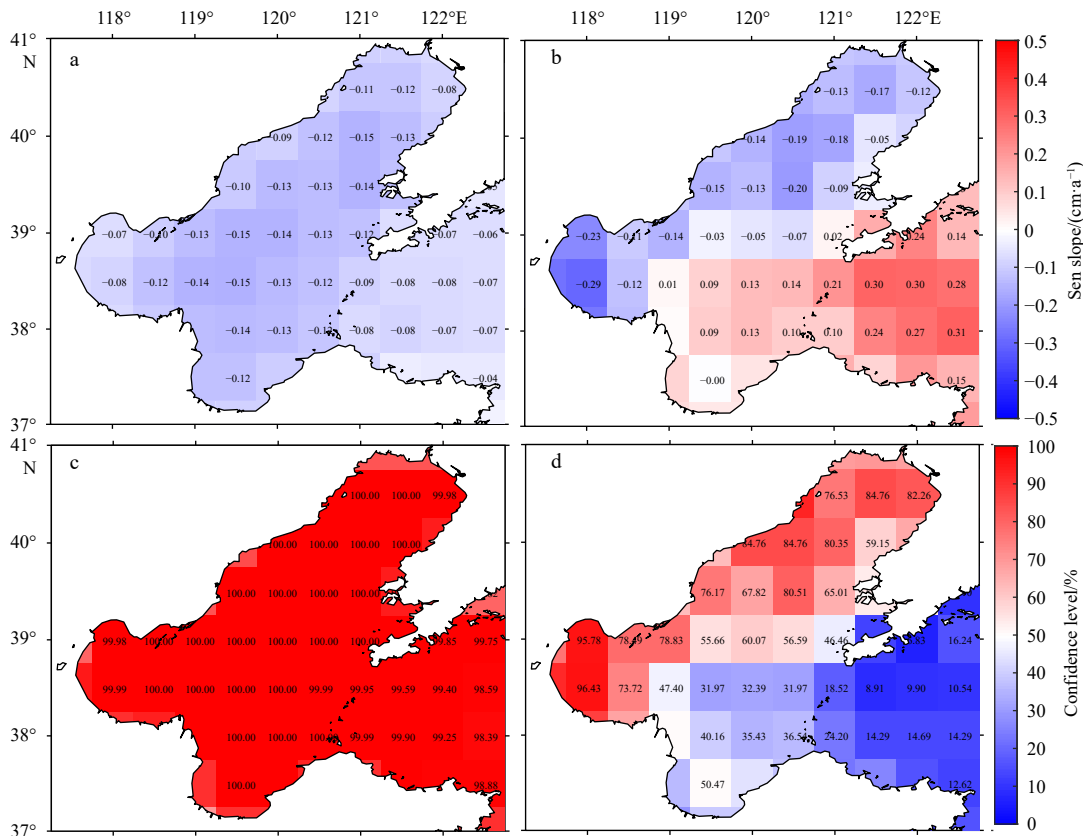 118° 119° 120° 121° 122°E 118° 119° 120° 121° 122°E
41°
N
40°
39°
38°
37°
a
−0.11 −0.12 −0.08
−0.12 −0.15 −0.13
−0.10 −0.13 −0.13 −0.14
−0.07 −0.10 −0.13 −0.15 −0.14 −0.13 −0.12 −0.07 −0.06
−0.08 −0.12 −0.14 −0.15 −0.13 −0.12 −0.09 −0.08 −0.08 −0.07
−0.14 −0.13 −0.12 −0.08 −0.08 −0.07 −0.07
−0.12 −0.04
b
−0.13 −0.17 −0.12
−0.14 −0.19 −0.18 −0.05
−0.15 −0.13 −0.20 −0.09
−0.23 −0.11 −0.14 −0.03 −0.05 −0.07 0.02 0.24 0.14
−0.29 −0.12 0.01 0.09 0.13 0.14 0.21 0.30 0.30 0.28
0.09 0.13 0.10 0.10 0.24 0.27 0.31
−0.00 0.15
0.5
0.4
0.3
0.2
0.1
0
−0.1
−0.2
−0.3
−0.4
−0.5
Sen slope/(cm·a⁻¹)
41°
N
40°
39°
38°
37°
c
100.00 100.00 99.98
100.00 100.00 100.00 100.00
100.00 100.00 100.00 100.00
99.98 100.00 100.00 100.00 100.00 100.00 100.00 99.85 99.75
99.99 100.00 100.00 100.00 100.00 99.99 99.95 99.59 99.40 98.59
100.00 100.00 99.99 99.90 99.25 98.39
100.00 98.88
d
76.53 84.76 82.26
84.76 84.76 80.35 59.15
76.17 67.82 80.51 65.01
95.78 78.49 78.83 55.66 60.07 56.59 46.46 16.24
96.43 73.72 47.40 31.97 32.39 31.97 18.52 8.91 9.90 10.54
40.16 35.43 24.20 14.29 14.69 14.29
50.47 12.62
100
90
80
70
60
50
40
30
20
10
0
Confidence level/%